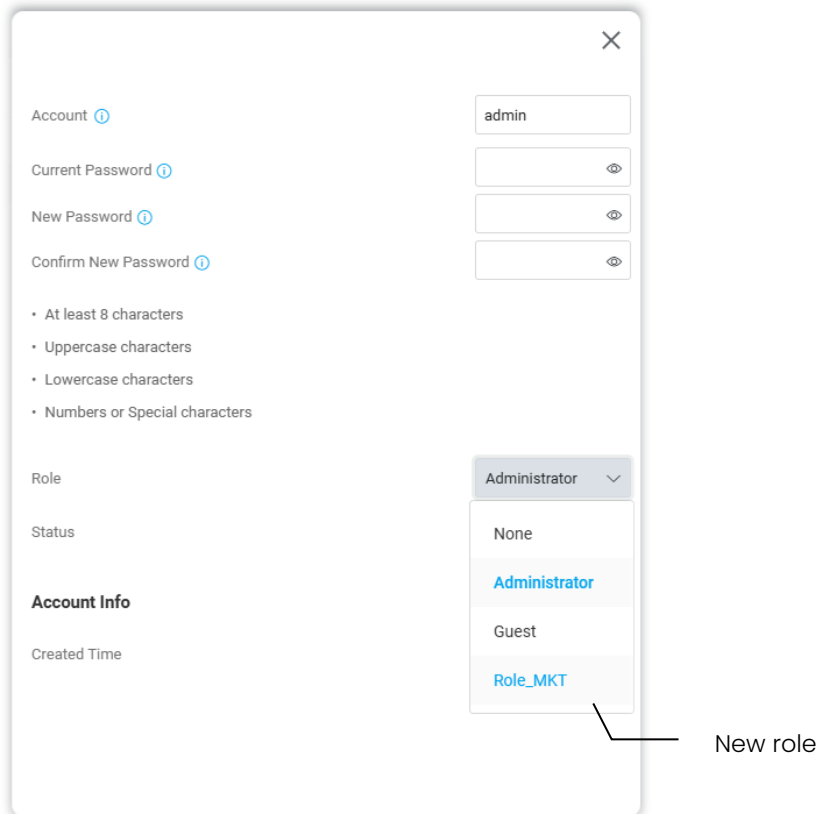 Account
admin
Current Password
New Password
Confirm New Password
• At least 8 characters
• Uppercase characters
• Lowercase characters
• Numbers or Special characters
Role
Administrator
Status
None
Administrator
Account Info
Guest
Created Time
Role_MKT
New role